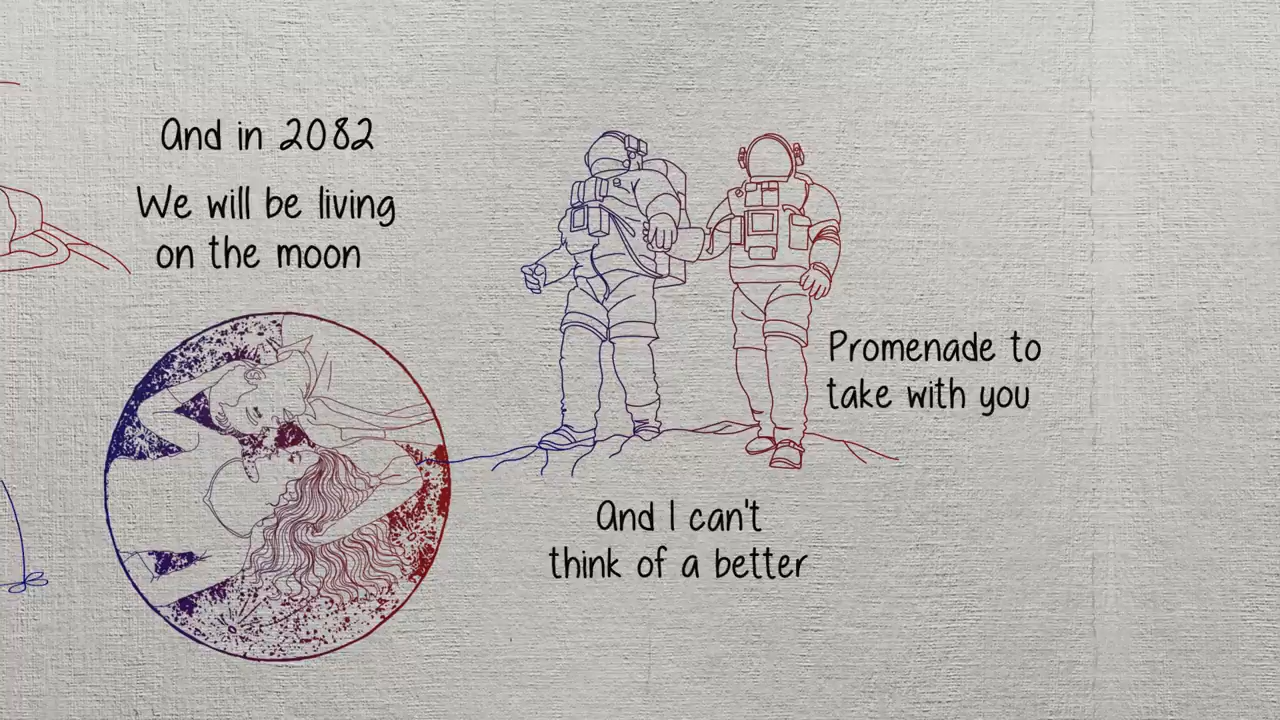 And in 2082
We will be living
on the moon
And I can't
think of a better
Promenade to
take with you